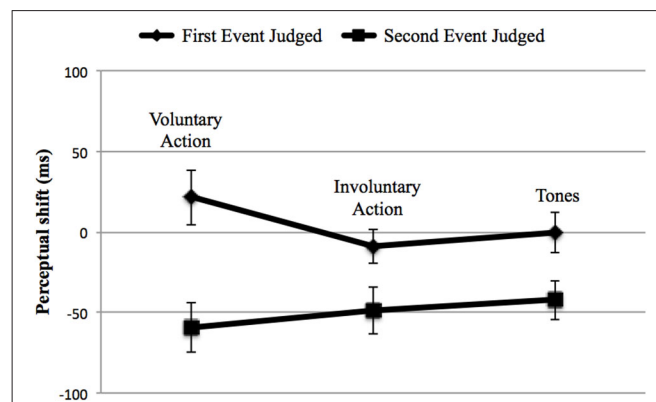 First Event Judged Second Event Judged
100
Voluntary
Action
50
Involuntary
Action
Tones
0
-50
-100
Perceptual shift (ms)